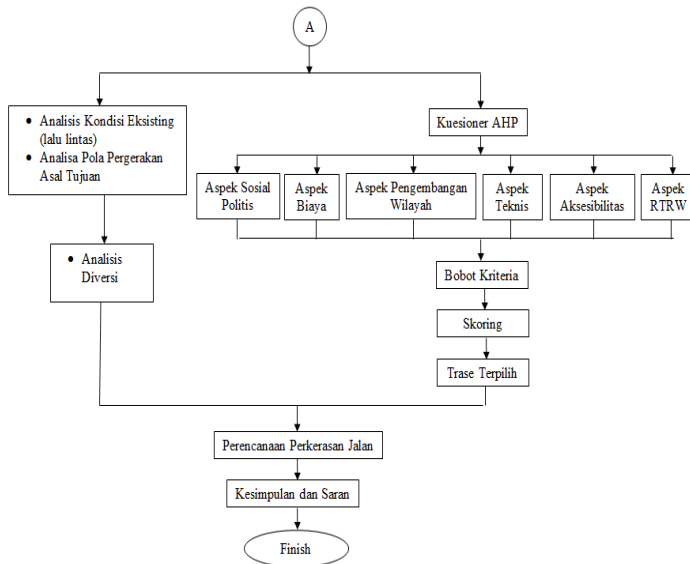 A
• Analisis Kondisi Eksisting
(lalu lintas)
• Analisa Pola Pergerakan
Asal Tujuan
Kuesioner AHP
Aspek Sosial
Politis
Aspek
Biaya
Aspek Pengembangan
Wilayah
Aspek
Teknis
Aspek
Aksesibilitas
Aspek
RTRW
• Analisis
Diversi
Bobot Kriteria
Skoring
Trase Terpilih
Perencanaan Perkerasan Jalan
Kesimpulan dan Saran
Finish